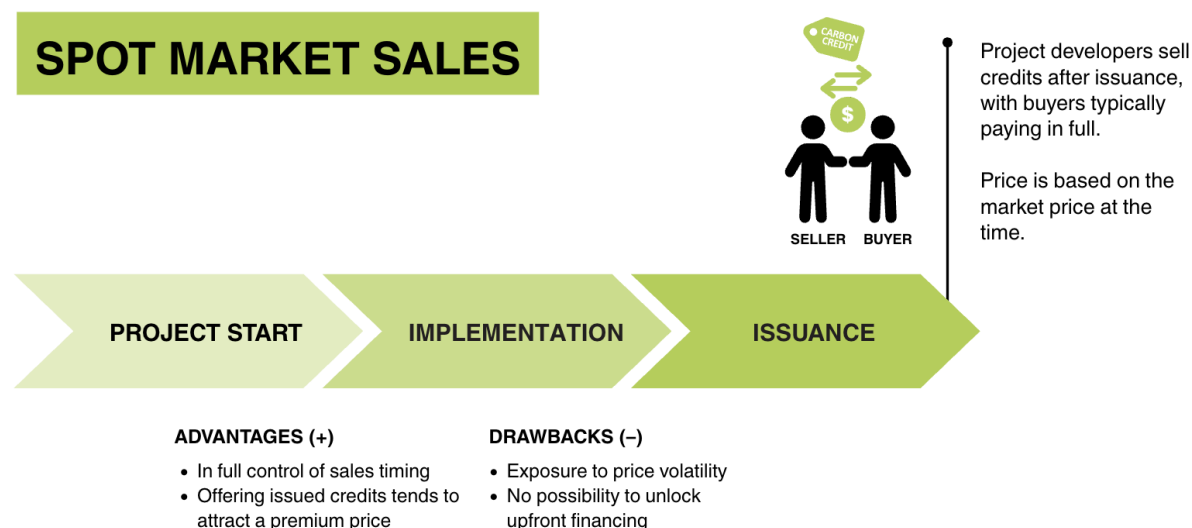 SPOT MARKET SALES
CARBON
CREDIT
$
SELLER
BUYER
Project developers sell
credits after issuance,
with buyers typically
paying in full.
Price is based on the
market price at the
time.
PROJECT START
IMPLEMENTATION
ISSUANCE
ADVANTAGES (+)
• In full control of sales timing
• Offering issued credits tends to
attract a premium price
DRAWBACKS (–)
• Exposure to price volatility
• No possibility to unlock
upfront financing